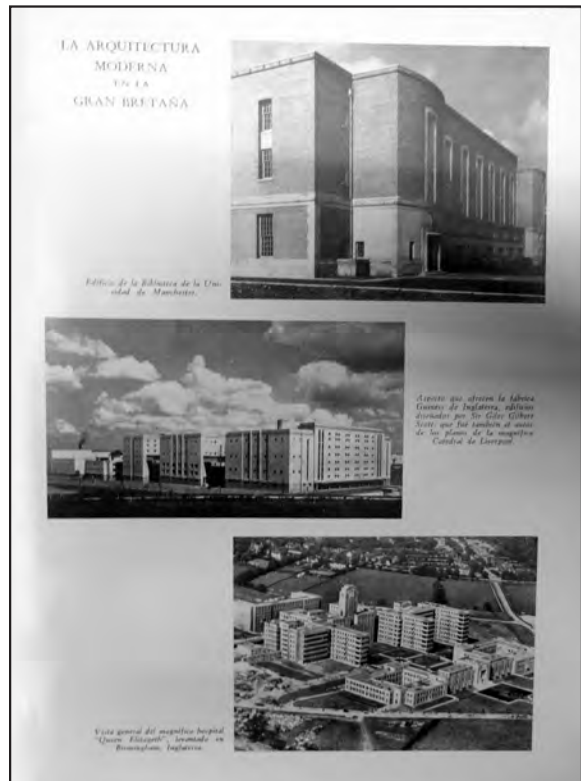 LA ARQUITECTURA
MODERNA
EN LA
GRAN BRETAÑA
Edificio de la Biblioteca de la Uni-
sidad de Manchester.
Aspecto que ofrecen la fábrica
Guiness de Inglaterra, edificios
diseñados por Sir Giles Gilbert
Scott, que fué también el autor
de los planos de la magnífica
Catedral de Liverpool.
Vista general del magnífico hospital
"Queen Elizabeth", levantado en
Birmingham, Inglaterra.